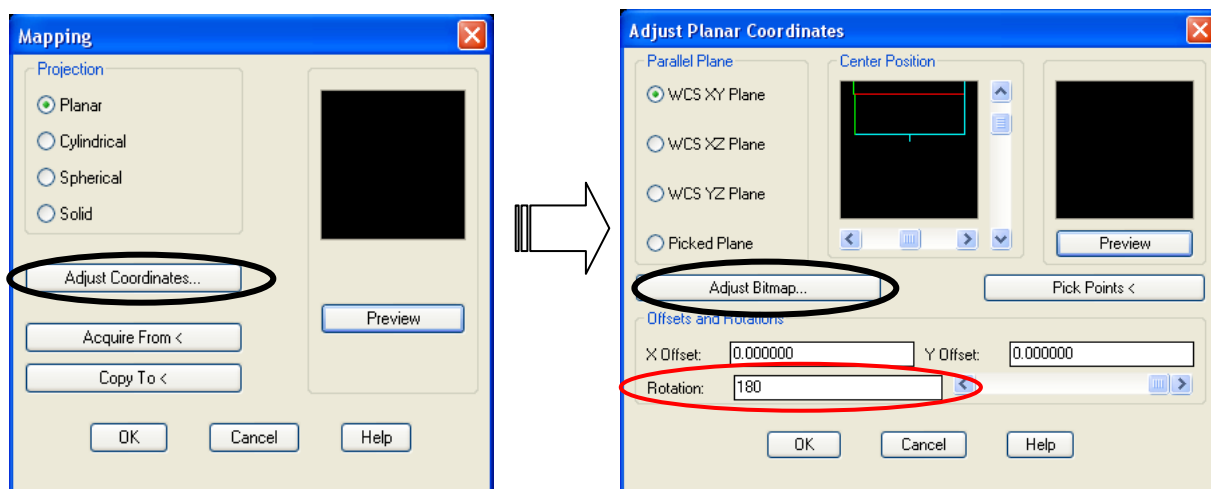 Mapping
Projection
Planar
Cylindrical
Spherical
Solid
Adjust Coordinates...
Acquire From <
Copy To <
Preview
OK Cancel Help
Adjust Planar Coordinates
Parallel Plane
WCS XY Plane
WCS XZ Plane
WCS YZ Plane
Picked Plane
Center Position
Preview
Adjust Bitmap... Pick Points <
Offsets and Rotations
X Offset: 0.000000 Y Offset: 0.000000
Rotation: 180
OK Cancel Help